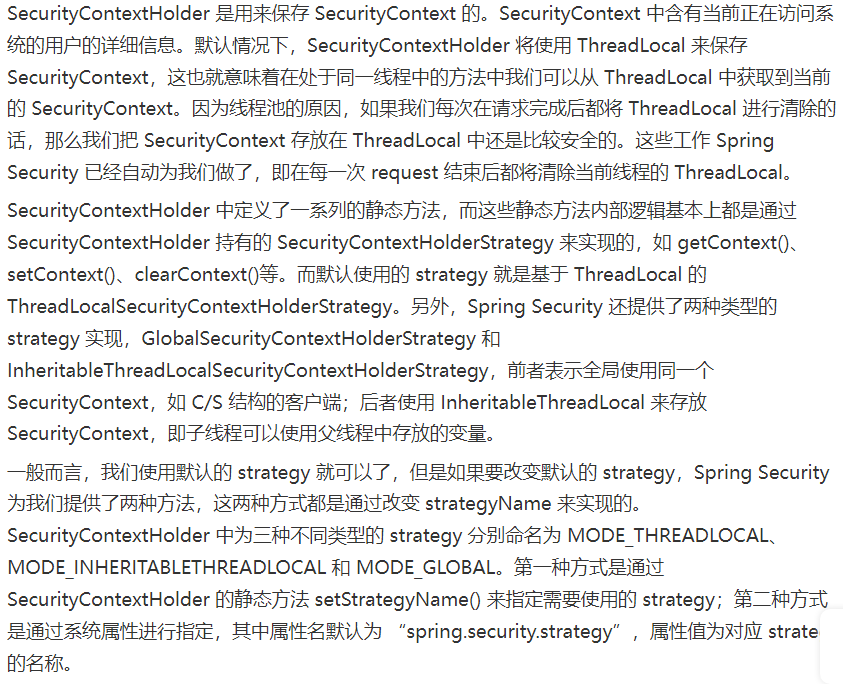 SecurityContextHolder 是用来保存 SecurityContext 的。SecurityContext 中含有当前正在访问系
统的用户的详细信息。默认情况下，SecurityContextHolder 将使用 ThreadLocal 来保存
SecurityContext，这也就意味着在处于同一线程中的方法中我们可以从 ThreadLocal 中获取到当前
的 SecurityContext。因为线程池的原因，如果我们每次在请求完成后都将 ThreadLocal 进行清除的
话，那么我们把 SecurityContext 存放在 ThreadLocal 中还是比较安全的。这些工作 Spring
Security 已经自动为我们做了，即在每一次 request 结束后都将清除当前线程的 ThreadLocal。
SecurityContextHolder 中定义了一系列的静态方法，而这些静态方法内部逻辑基本上都是通过
SecurityContextHolder 持有的 SecurityContextHolderStrategy 来实现的，如 getContext()、
setContext()、clearContext()等。而默认使用的 strategy 就是基于 ThreadLocal 的
ThreadLocalSecurityContextHolderStrategy。另外，Spring Security 还提供了两种类型的
strategy 实现，GlobalSecurityContextHolderStrategy 和
InheritableThreadLocalSecurityContextHolderStrategy，前者表示全局使用同一个
SecurityContext，如 C/S 结构的客户端；后者使用 InheritableThreadLocal 来存放
SecurityContext，即子线程可以使用父线程中存放的变量。
一般而言，我们使用默认的 strategy 就可以了，但是如果要改变默认的 strategy，Spring Security
为我们提供了两种方法，这两种方式都是通过改变 strategyName 来实现的。
SecurityContextHolder 中为三种不同类型的 strategy 分别命名为 MODE_THREADLOCAL、
MODE_INHERITABLETHREADLOCAL 和 MODE_GLOBAL。第一种方式是通过
SecurityContextHolder 的静态方法 setStrategyName() 来指定需要使用的 strategy；第二种方式
是通过系统属性进行指定，其中属性名默认为 “spring.security.strategy”，属性值为对应
的名称。